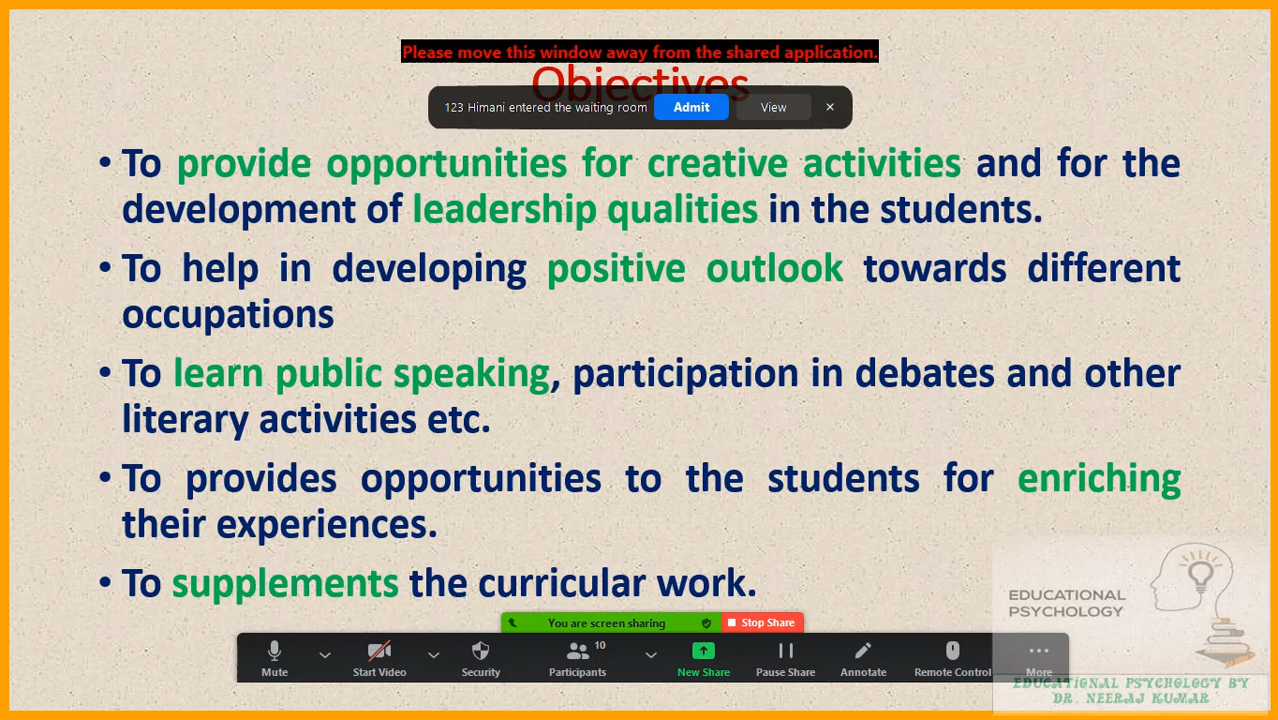 Please move this window away from the shared application.
Objectives
123 Himani entered the waiting room Admit View ×
• To provide opportunities for creative activities and for the
development of leadership qualities in the students.
• To help in developing positive outlook towards different
occupations
• To learn public speaking, participation in debates and other
literary activities etc.
• To provides opportunities to the students for enriching
their experiences.
• To supplements the curricular work.
EDUCATIONAL
PSYCHOLOGY
You are screen sharing Stop Share
10
Mute Start Video Security Participants New Share Pause Share Annotate Remote Control More
EDUCATIONAL PSYCHOLOGY BY
DR. NEERAJ KUMAR